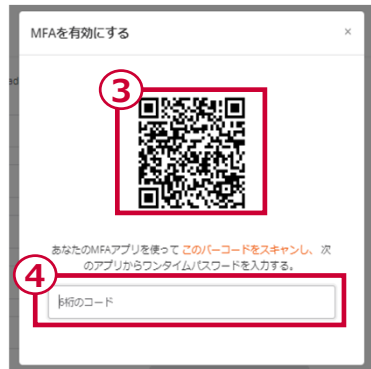 MFAを有効にする
×
③
あなたのMFAアプリを使って このバーコードをスキャンし、 次
のアプリからワンタイムパスワードを入力する。
④
6桁のコード